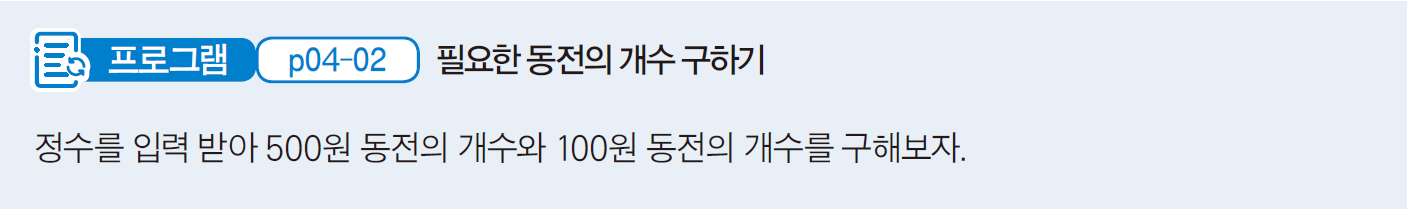 프로그램 p04-02 필요한 동전의 개수 구하기
정수를 입력 받아 500원 동전의 개수와 100원 동전의 개수를 구해보자.